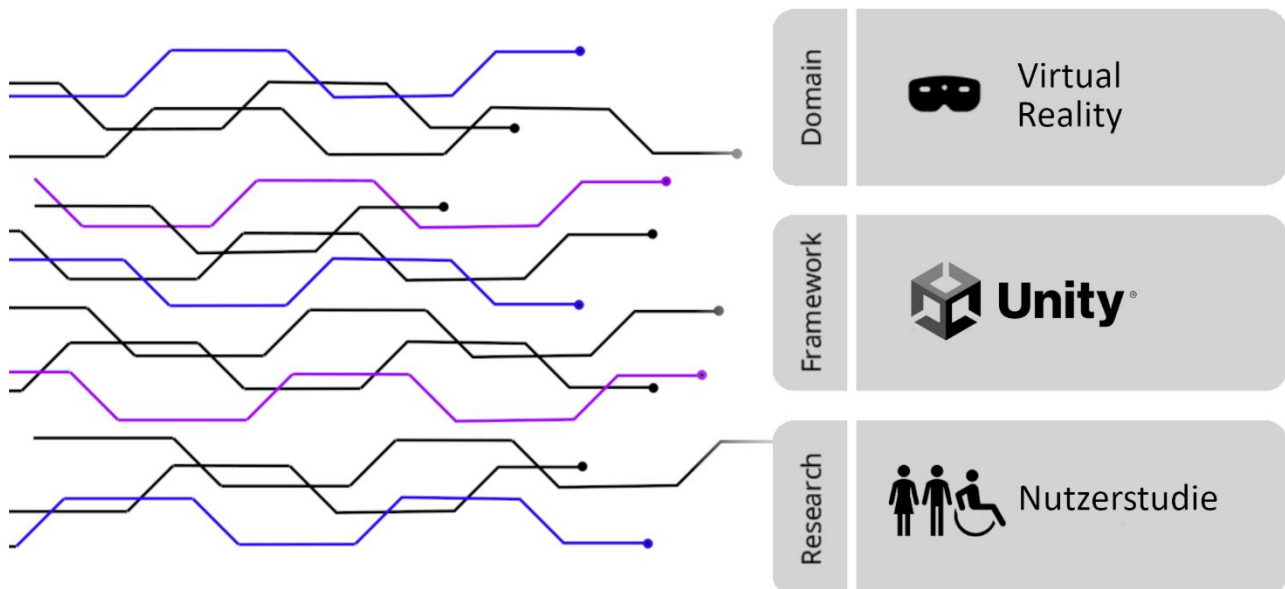 Domain
Virtual
Reality
Framework
Unity®
Research
Nutzerstudie